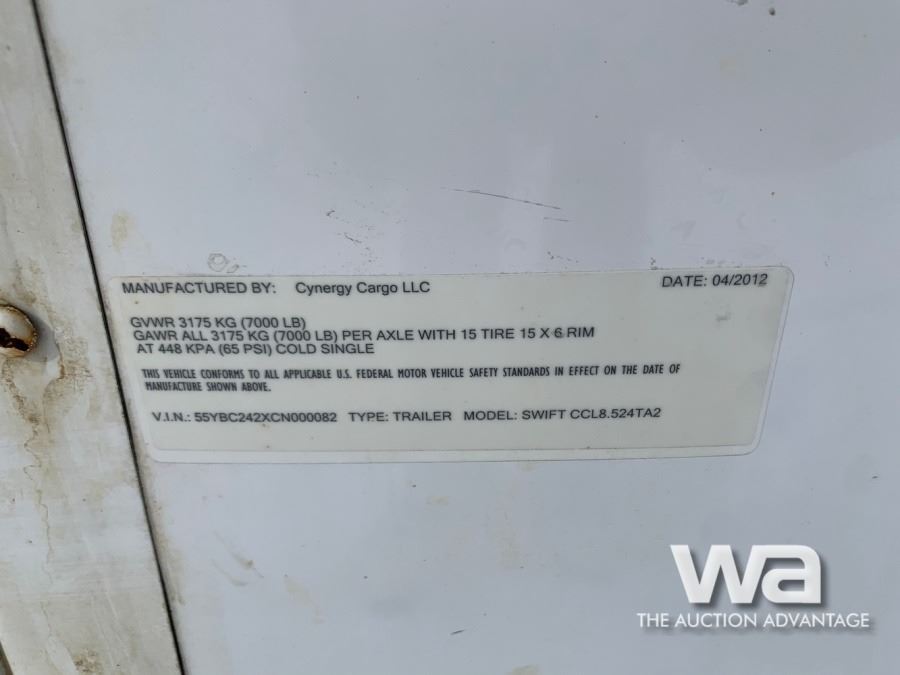 MANUFACTURED BY: Cynergy Cargo LLC DATE: 04/2012
GVWR 3175 KG (7000 LB)
GAWR ALL 3175 KG (7000 LB) PER AXLE WITH 15 TIRE 15 X 6 RIM
AT 448 KPA (65 PSI) COLD SINGLE
THIS VEHICLE CONFORMS TO ALL APPLICABLE U.S. FEDERAL MOTOR VEHICLE SAFETY STANDARDS IN EFFECT ON THE DATE OF
MANUFACTURE SHOWN ABOVE.
V.I.N.: 55YBC242XCN000082 TYPE: TRAILER MODEL: SWIFT CCL8.524TA2
wa
THE AUCTION ADVANTAGE